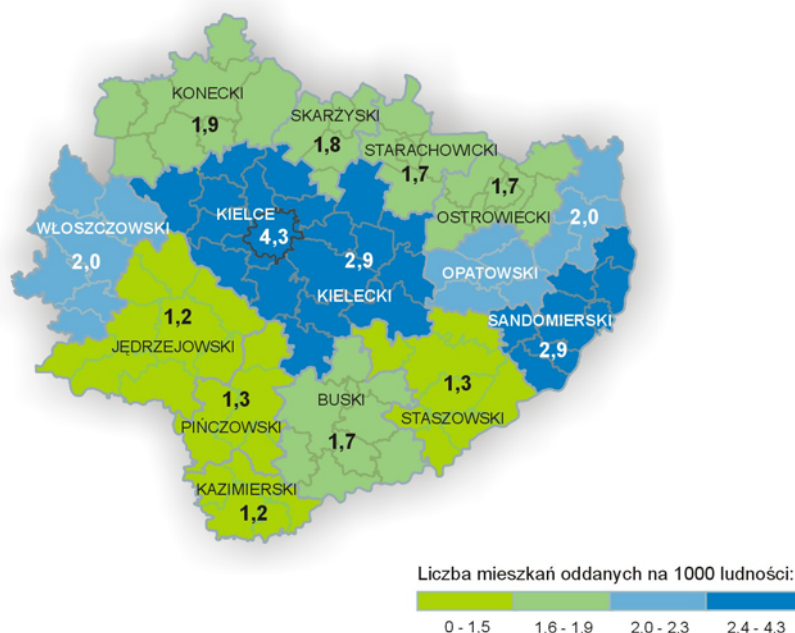 KONECKI
1,9
SKARŻYSKI
1,8
STARACHOWICKI
1,7
1,7
OSTROWIECKI
2,0
OPATOWSKI
KIELCE
4,3
WŁOSZCZOWSKI
2,0
2,9
KIELECKI
SANDOMIERSKI
2,9
1,2
JĘDRZEJOWSKI
1,3
PIŃCZOWSKI
BUSKI
1,7
1,3
STASZOWSKI
KAZIMIERSKI
1,2
Liczba mieszkań oddanych na 1000 ludności:
0 - 1.5 1.6 - 1.9 2.0 - 2.3 2.4 - 4.3